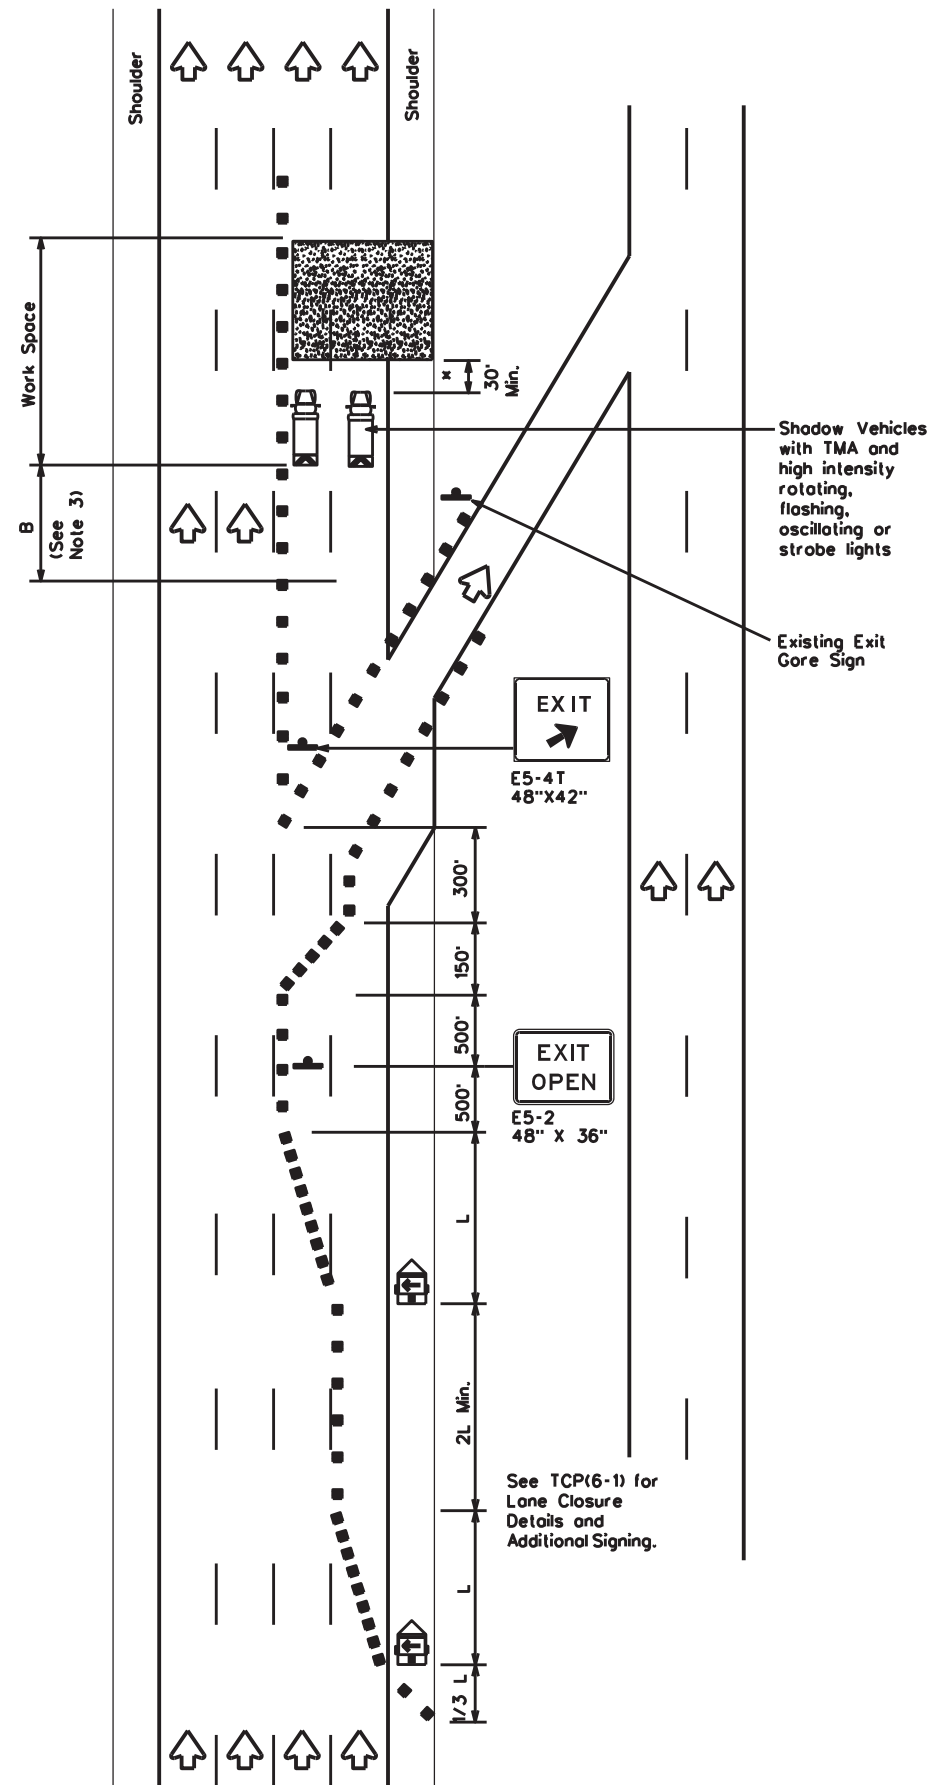 Shoulder
Shoulder
Work Space
x
30'
Min.
B
(See
Note 3)
Shadow Vehicles
with TMA and
high intensity
rotating,
flashing,
oscillating or
strobe lights
Existing Exit
Gore Sign
EXIT
E5-4T
48"X42"
300'
150'
500'
EXIT
OPEN
500'
E5-2
48" X 36"
L
2L Min.
See TCP(6-1) for
Lane Closure
Details and
Additional Signing.
L
1/3 L